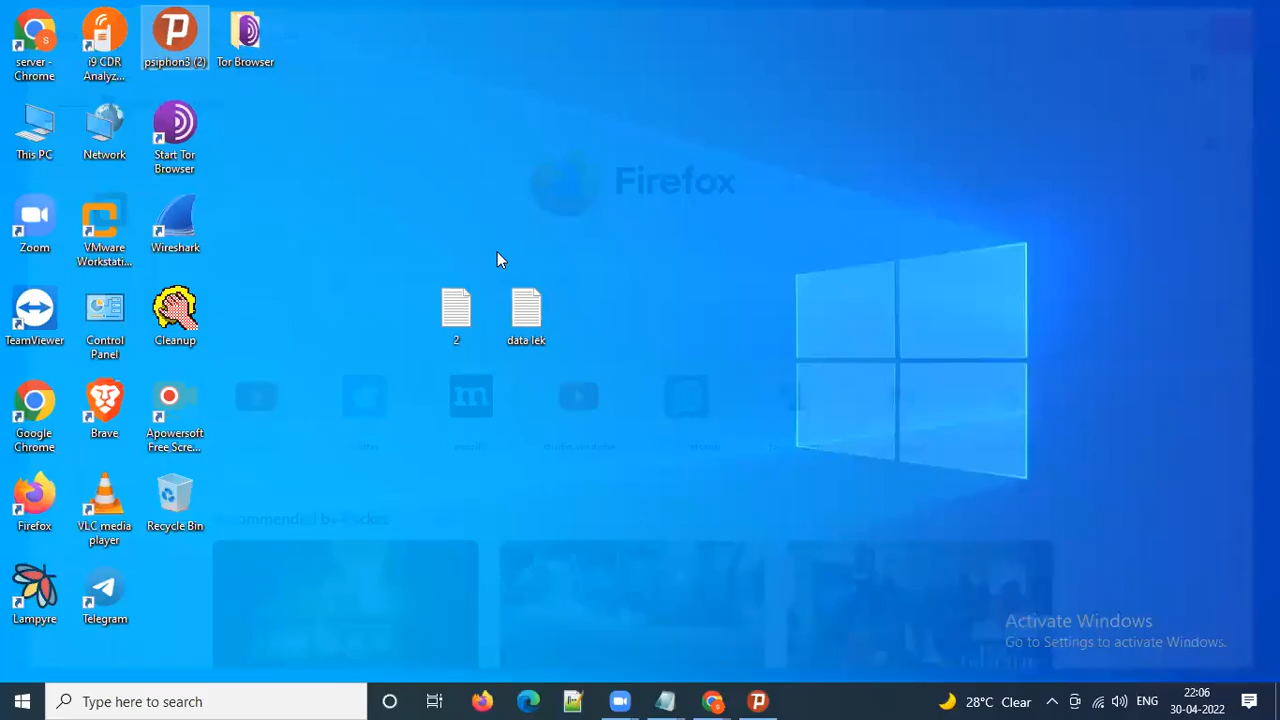 server -
Chrome
i9 CDR
Analyz...
psiphon3 (2)
Tor Browser
This PC
Network
Start Tor
Browser
Zoom
VMware
Workstati...
Wireshark
TeamViewer
Control
Panel
Cleanup
Google
Chrome
Brave
Apowersoft
Free Scre...
Firefox
VLC media
player
Recycle Bin
Lampyre
Telegram
2
data lek
Firefox
Recommended by Pocket
Activate Windows
Go to Settings to activate Windows.
Type here to search
28°C Clear
ENG
22:06
30-04-2022